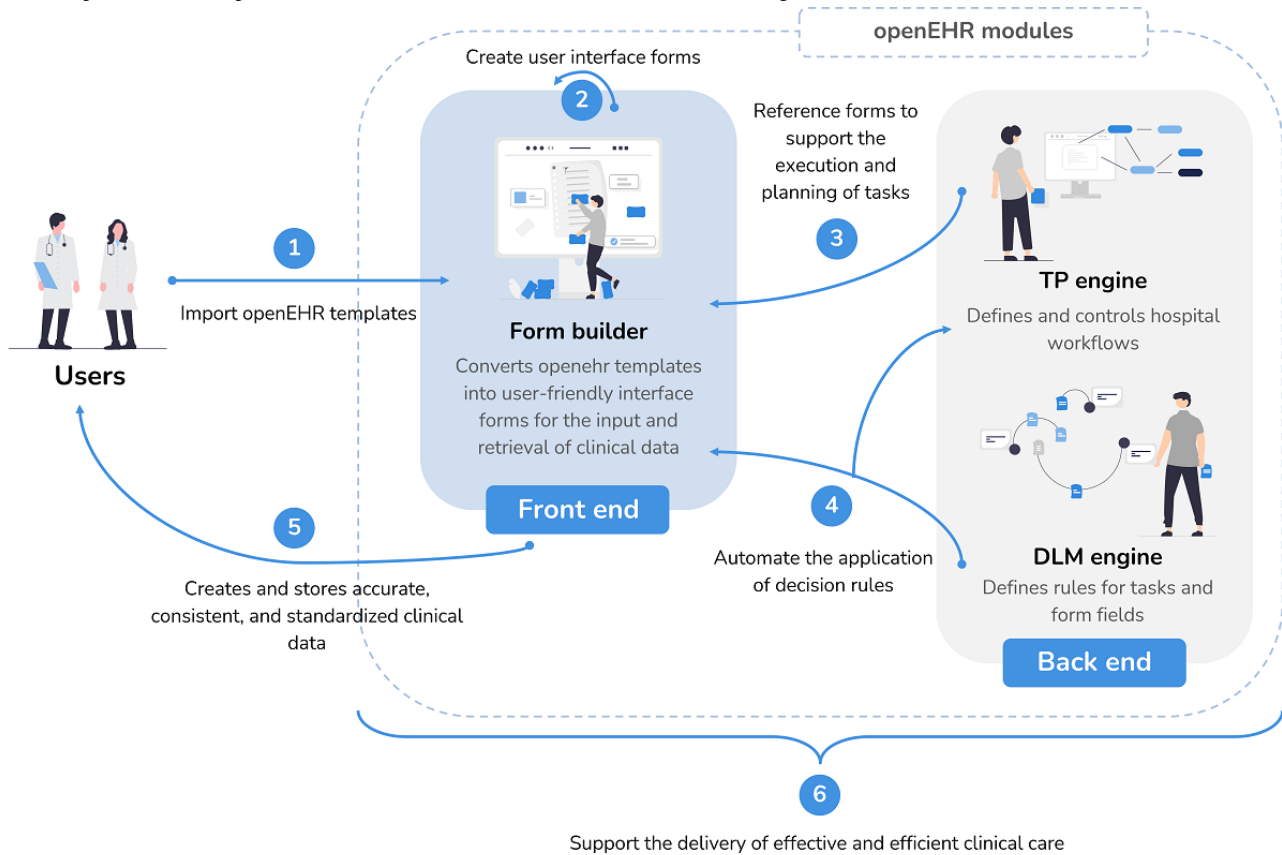 openEHR modules
Create user interface forms
2
Reference forms to
support the
execution and
planning of tasks
3
1
Import openEHR templates
Users
Form builder
Converts openehr templates
into user-friendly interface
forms for the input and
retrieval of clinical data
Front end
TP engine
Defines and controls hospital
workflows
4
Automate the application
of decision rules
DLM engine
Defines rules for tasks and
form fields
Back end
5
Creates and stores accurate,
consistent, and standardized clinical
data
6
Support the delivery of effective and efficient clinical care